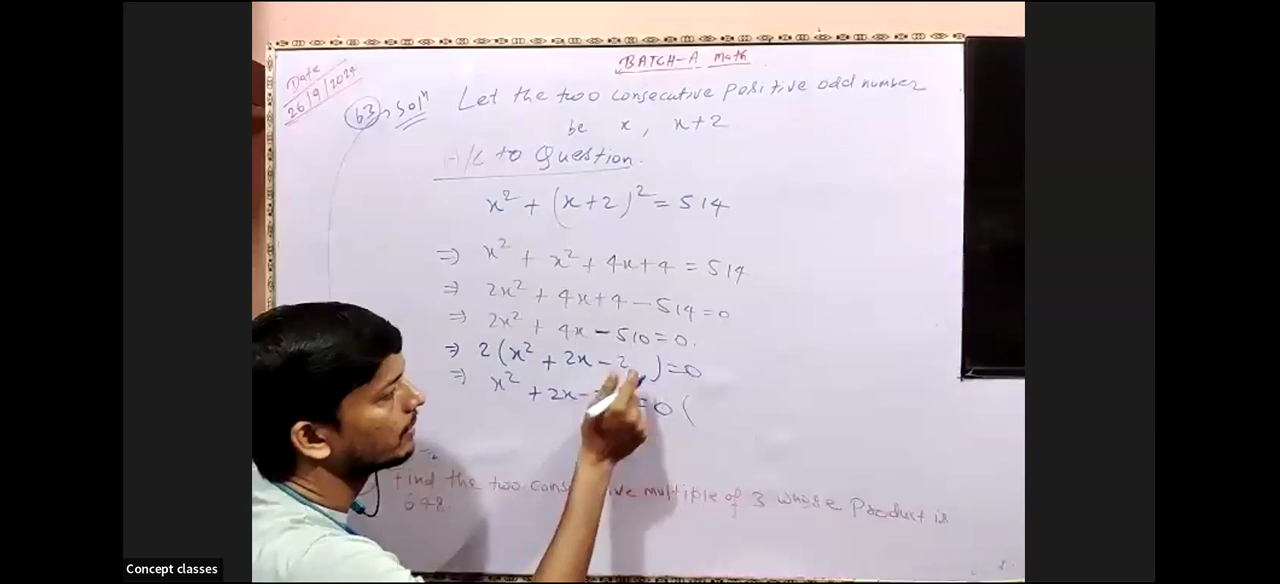 BATCH-A Math
Date
26/9/2024
63 → Solⁿ Let the two consecutive positive odd number
be x, x+2
A/c to Question.
x² + (x+2)² = 514
⇒ x² + x² + 4x + 4 = 514
⇒ 2x² + 4x + 4 − 514 = 0
⇒ 2x² + 4x − 510 = 0.
⇒ 2(x² + 2x − 2 ) = 0
⇒ x² + 2x − = 0 (
Find the two multiple of 3 whose Product is
648.
Concept classes